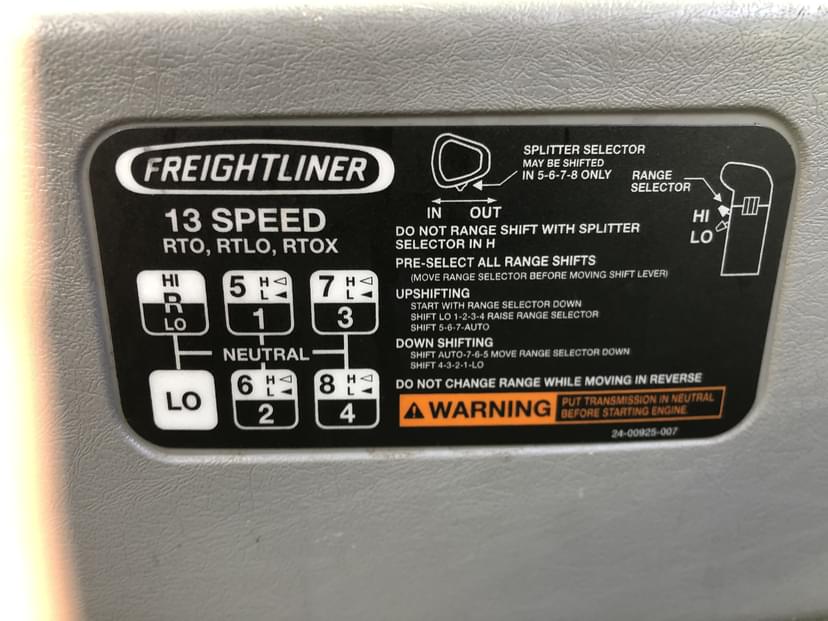 FREIGHTLINER
13 SPEED
RTO, RTLO, RTOX
HI
R
LO
5 H
L
1
7 H
L
3
NEUTRAL
LO
6 H
L
2
8 H
L
4
SPLITTER SELECTOR
MAY BE SHIFTED
IN 5-6-7-8 ONLY
IN OUT
RANGE
SELECTOR
HI
LO
DO NOT RANGE SHIFT WITH SPLITTER
SELECTOR IN H
PRE-SELECT ALL RANGE SHIFTS
(MOVE RANGE SELECTOR BEFORE MOVING SHIFT LEVER)
UPSHIFTING
START WITH RANGE SELECTOR DOWN
SHIFT LO 1-2-3-4 RAISE RANGE SELECTOR
SHIFT 5-6-7-AUTO
DOWN SHIFTING
SHIFT AUTO-7-6-5 MOVE RANGE SELECTOR DOWN
SHIFT 4-3-2-1-LO
DO NOT CHANGE RANGE WHILE MOVING IN REVERSE
WARNING
PUT TRANSMISSION IN NEUTRAL
BEFORE STARTING ENGINE.
24-00925-007